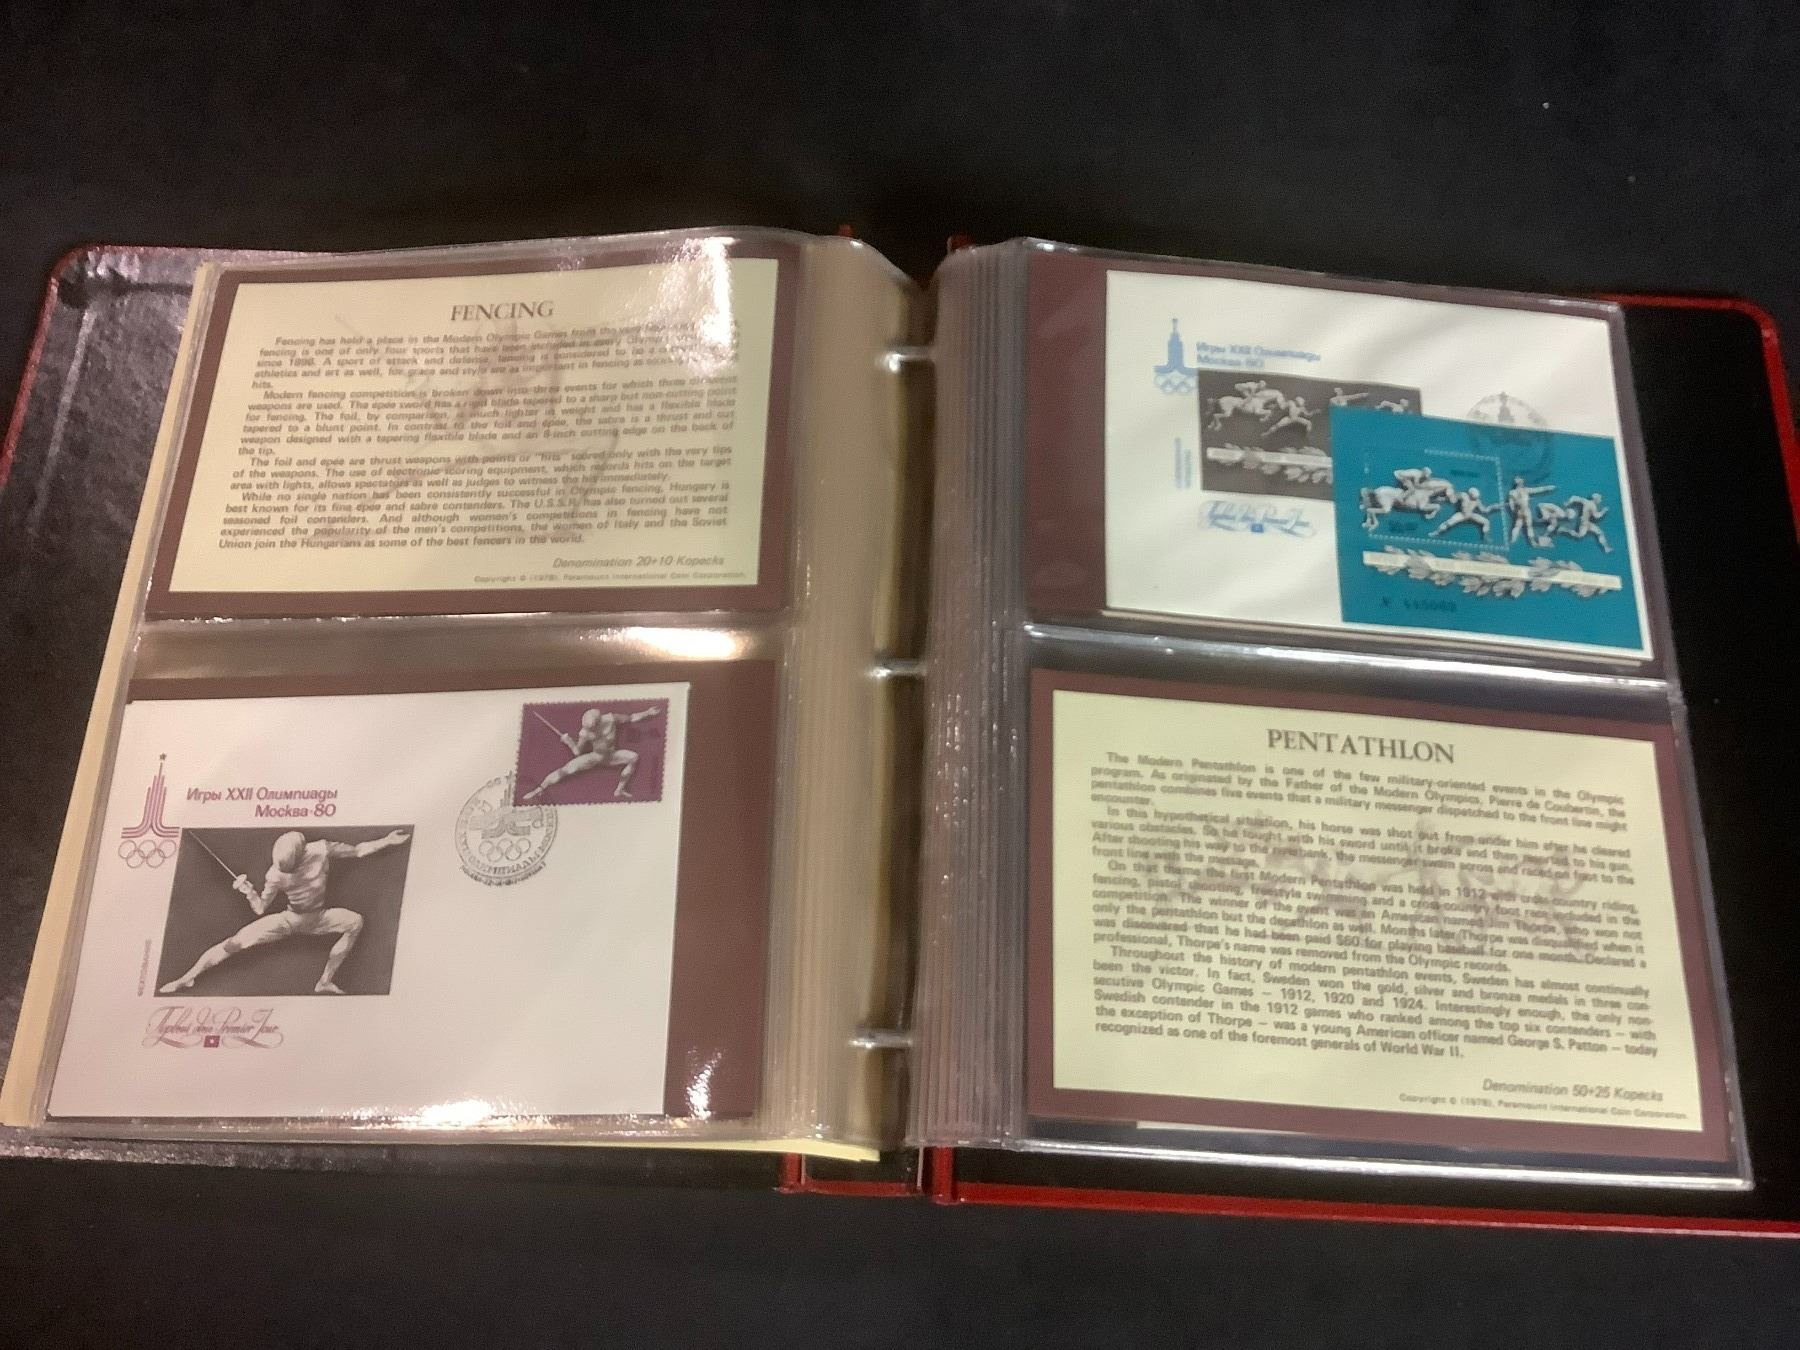 FENCING
Fencing has held a place in the Modern Olympic Games from the very
fencing is one of only four sports that have been included in every Olympic
since 1896. A sport of attack and defense, fencing is considered to be a
athletics and art as well, for grace and style are as important in fencing as
hits.
Modern fencing competition is broken down into three events for which three different
weapons are used. The epee sword has a rigid blade tapered to a sharp but non-cutting point
for fencing. The foil, by comparison, is much lighter in weight and has a flexible blade
tapered to a blunt point. In contrast to the foil and epee, the sabre is a thrust and cut
weapon designed with a tapering flexible blade and an 8-inch cutting edge on the back of
the tip.
The foil and epee are thrust weapons with points or "hits" scored only with the very tips
of the weapons. The use of electronic scoring equipment, which records hits on the target
area with lights, allows spectators as well as judges to witness the hit immediately.
While no single nation has been consistently successful in Olympic fencing, Hungary is
best known for its fine epee and sabre contenders. The U.S.S.R. has also turned out several
seasoned foil contenders. And although women's competitions in fencing have not
experienced the popularity of the men's competitions, the women of Italy and the Soviet
Union join the Hungarians as some of the best fencers in the world.
Denomination 20+10 Kopecks
Copyright © (1978), Paramount International Coin Corporation
Игры XXII Олимпиады
Москва·80
ФЕХТОВАНИЕ
Первый день Premier Jour
Игры XXII Олимпиады
Москва·80
Первый день Premier Jour
PENTATHLON
The Modern Pentathlon is one of the few military-oriented events in the Olympic
program. As originated by the Father of the Modern Olympics, Pierre de Coubertin, the
pentathlon combines five events that a military messenger dispatched to the front line might
encounter.
In this hypothetical situation, his horse was shot out from under him after he cleared
various obstacles. So he fought with his sword until it broke and then resorted to his gun.
After shooting his way to the riverbank, the messenger swam across and raced on foot to the
front line with the message.
On that theme the first Modern Pentathlon was held in 1912 with cross-country riding,
fencing, pistol shooting, freestyle swimming and a cross-country foot race included in the
competition. The winner of the event was an American named Jim Thorpe, who won not
only the pentathlon but the decathlon as well. Months later Thorpe was disqualified when it
was discovered that he had been paid $60 for playing baseball for one month. Declared a
professional, Thorpe's name was removed from the Olympic records.
Throughout the history of modern pentathlon events, Sweden has almost continually
been the victor. In fact, Sweden won the gold, silver and bronze medals in three con-
secutive Olympic Games — 1912, 1920 and 1924. Interestingly enough, the only non-
Swedish contender in the 1912 games who ranked among the top six contenders — with
the exception of Thorpe — was a young American officer named George S. Patton — today
recognized as one of the foremost generals of World War II.
Denomination 50+25 Kopecks
Copyright © (1978), Paramount International Coin Corporation